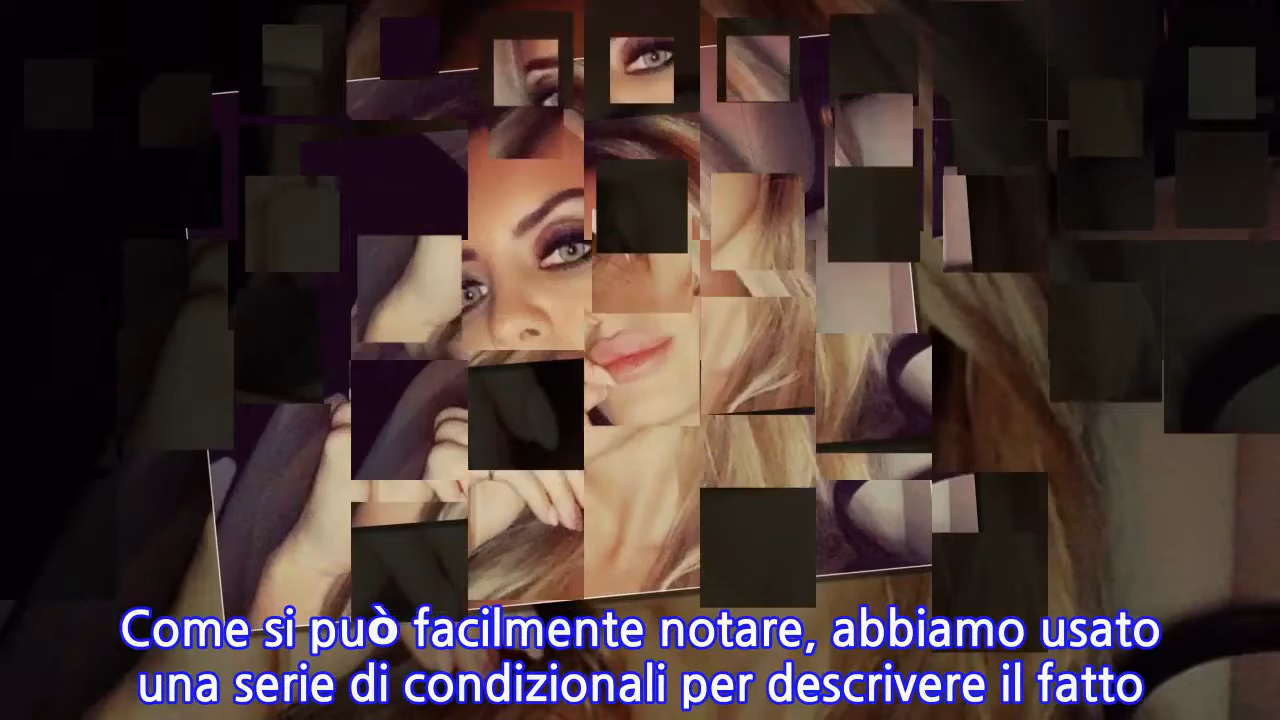 Come si può facilmente notare, abbiamo usato
una serie di condizionali per descrivere il fatto